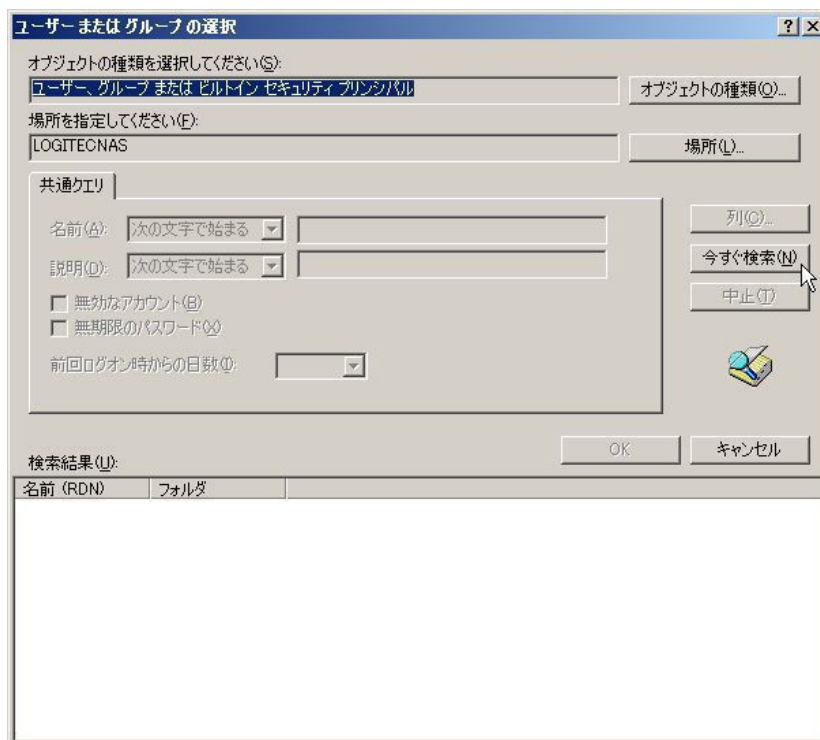 ユーザー または グループ の選択
オブジェクトの種類を選択してください(S):
ユーザー、グループ または ビルトイン セキュリティ プリンシパル
オブジェクトの種類(O)...
場所を指定してください(F):
LOGITECNAS
場所(L)...
共通クエリ
名前(A): 次の文字で始まる
列(C)...
説明(D): 次の文字で始まる
今すぐ検索(N)
無効なアカウント(B)
中止(T)
無期限のパスワード(X)
前回ログオン時からの日数(I):
OK キャンセル
検索結果(U):
名前 (RDN) フォルダ